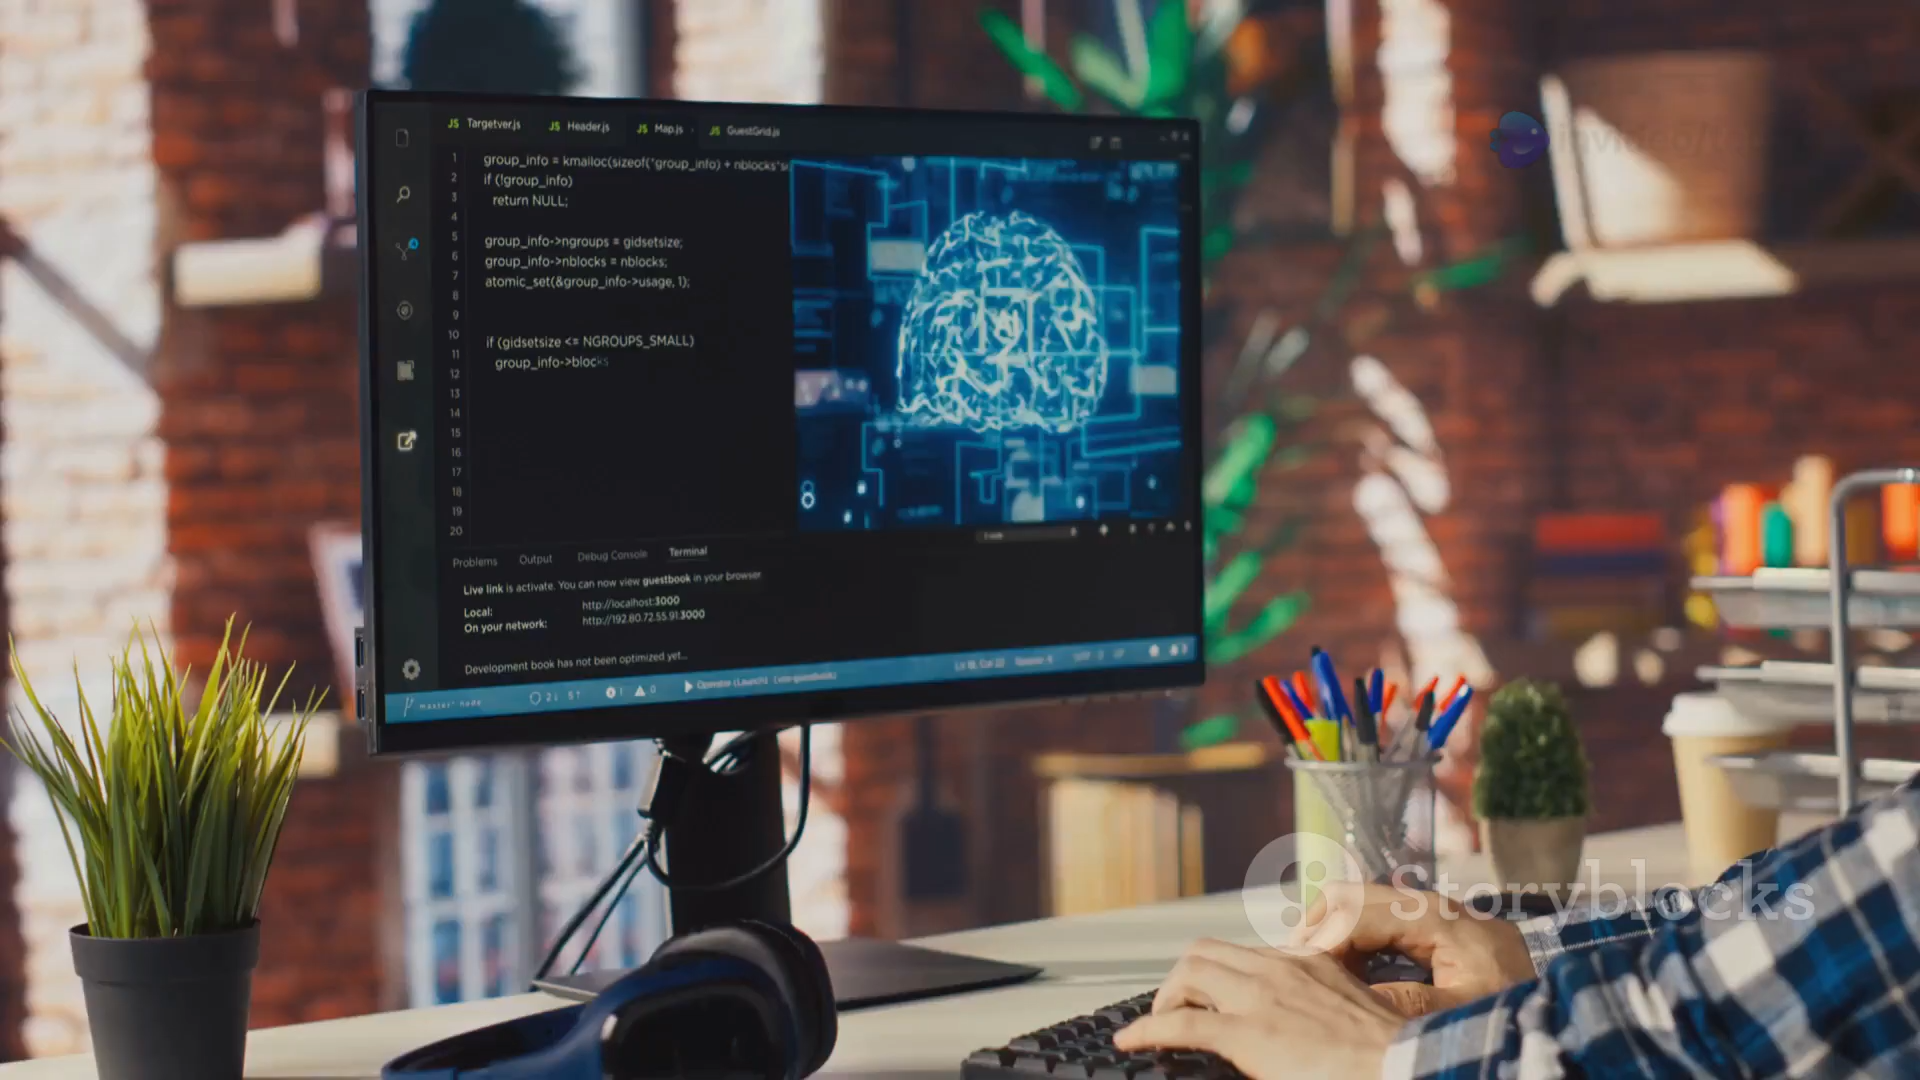 JS Targetver.js JS Header.js JS Map.js JS GuestGrid.js
1 group_info = kmalloc(sizeof(*group_info) + nblocks*s
2 if (!group_info)
3 return NULL;
4
5 group_info->ngroups = gidsetsize;
6 group_info->nblocks = nblocks;
7 atomic_set(&group_info->usage, 1);
8
9
10 if (gidsetsize <= NGROUPS_SMALL)
11 group_info->blocks
12
13
14
15
16
17
18
19
20
AI
Problems Output Debug Console Terminal
Live link is activate. You can now view guestbook in your browser
Local: http://localhost:3000
On your network: http://192.80.72.55.91:3000
Development book has not been optimized yet...
master* node
Storyblocks